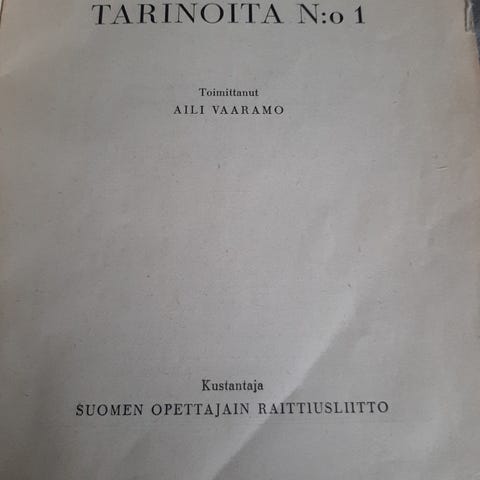 TARINOITA N:o 1
Toimittanut
AILI VAARAMO
Kustantaja
SUOMEN OPETTAJAIN RAITTIUSLIITTO